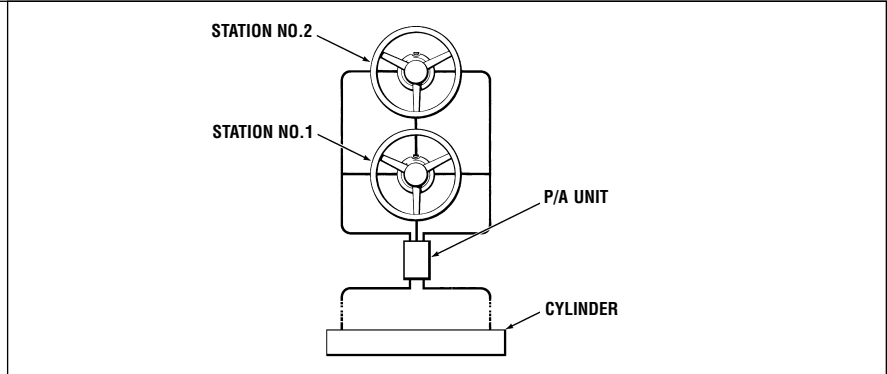 STATION NO.2
STATION NO.1
P/A UNIT
CYLINDER